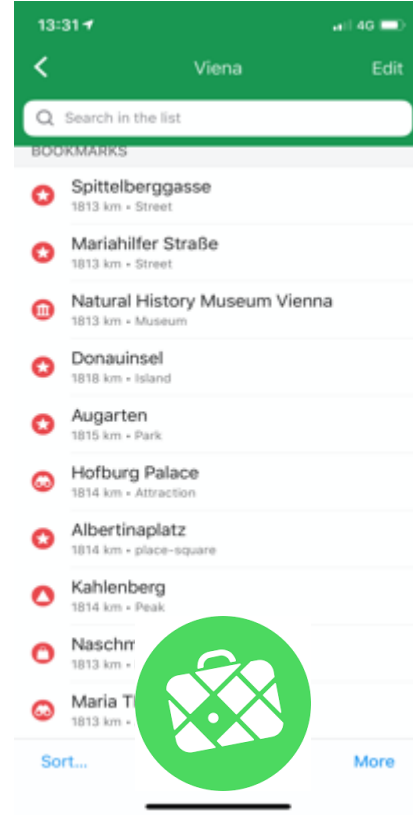 13:31 4G
Viena Edit
Search in the list
BOOKMARKS
Spittelberggasse
1813 km • Street
Mariahilfer Straße
1813 km • Street
Natural History Museum Vienna
1813 km • Museum
Donauinsel
1818 km • Island
Augarten
1815 km • Park
Hofburg Palace
1814 km • Attraction
Albertinaplatz
1814 km • place-square
Kahlenberg
1814 km • Peak
Naschm
1813 km •
Maria T
1813 km •
Sort... More